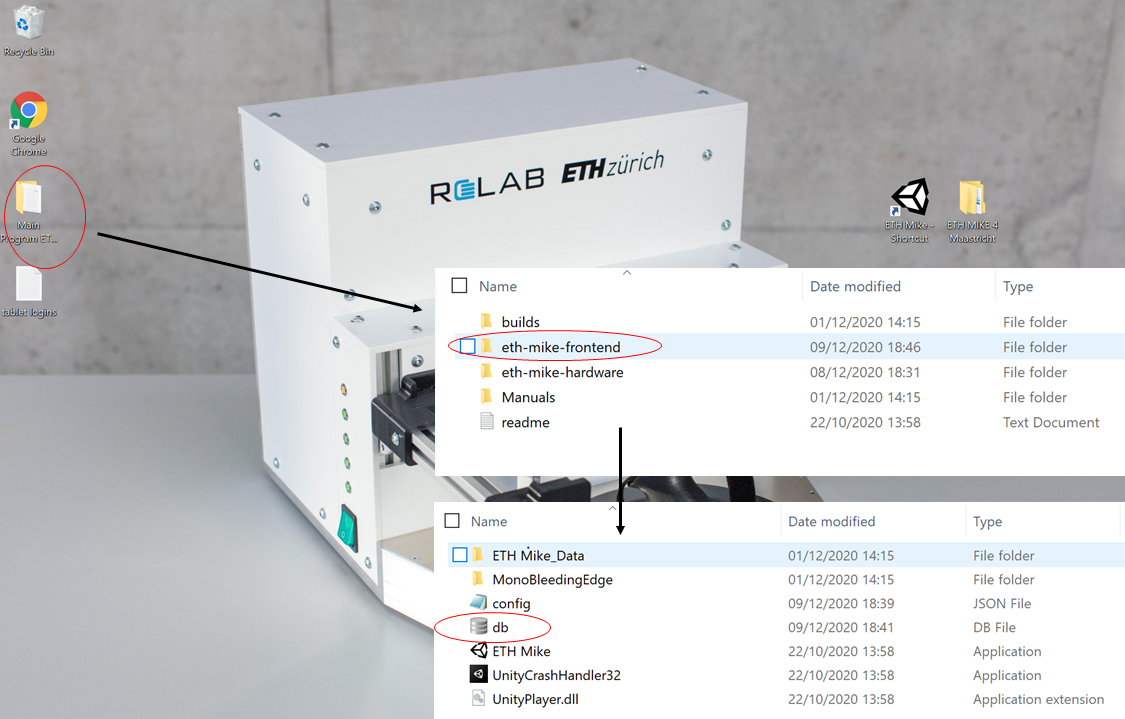 Recycle Bin
Google
Chrome
Main
Program ET...
tablet logins
RELAB ETH zürich
ETH Mike -
Shortcut
ETH MIKE 4
Maastricht
Name Date modified Type
builds 01/12/2020 14:15 File folder
eth-mike-frontend 09/12/2020 18:46 File folder
eth-mike-hardware 08/12/2020 18:31 File folder
Manuals 01/12/2020 14:15 File folder
readme 22/10/2020 13:58 Text Document
Name Date modified Type
ETH Mike_Data 01/12/2020 14:15 File folder
MonoBleedingEdge 01/12/2020 14:15 File folder
config 09/12/2020 18:39 JSON File
db 09/12/2020 18:41 DB File
ETH Mike 22/10/2020 13:58 Application
UnityCrashHandler32 22/10/2020 13:58 Application
UnityPlayer.dll 22/10/2020 13:58 Application extension